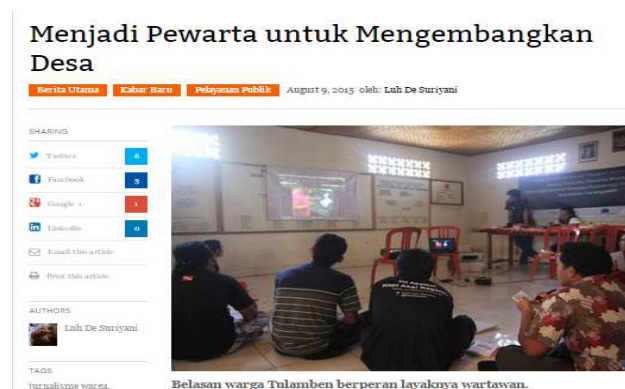 Menjadi Pewarta untuk Mengembangkan
Desa
Berita Utama Kabar Baru Pelayanan Publik August 9, 2015 oleh: Luh De Suriyani
SHARING
Twitter 6
Facebook 5
Google + 1
LinkedIn 0
Email this article
Print this article
AUTHORS
Luh De Suriyani
TAGS
jurnalisme warga,
Belasan warga Tulamben berperan layaknya wartawan.